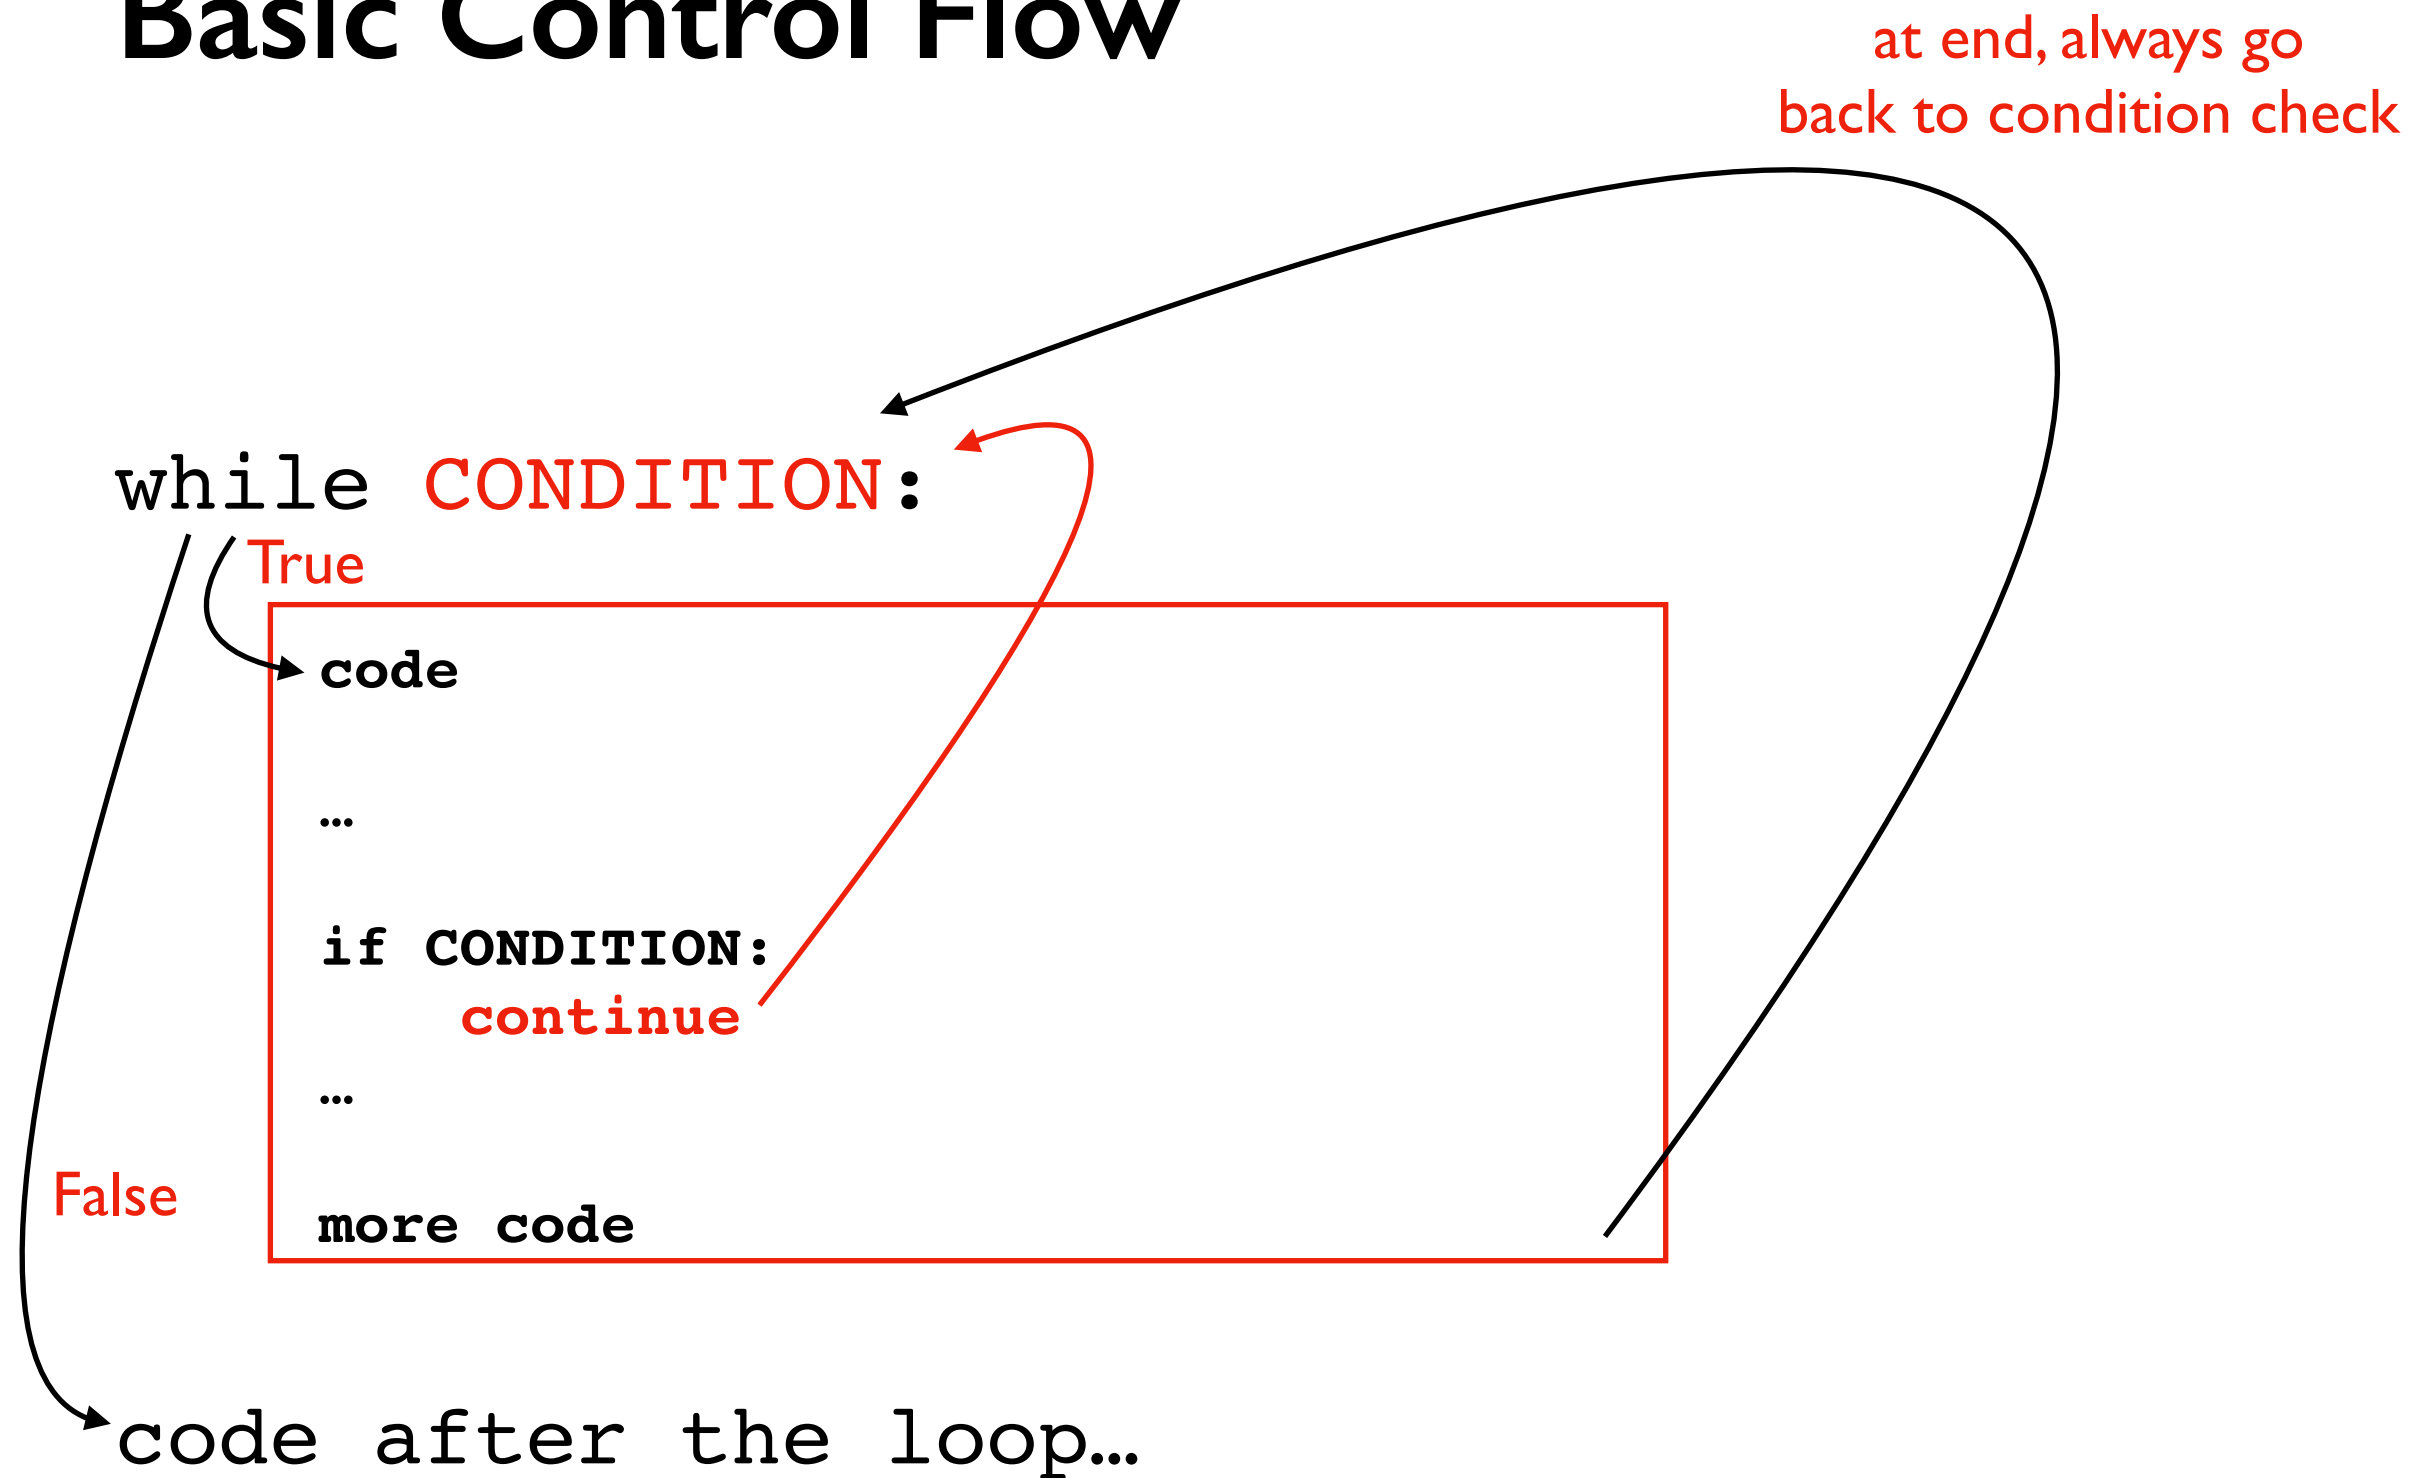 Basic Control Flow
at end, always go
back to condition check
while CONDITION:
True
code
…
if CONDITION:
continue
…
False
more code
code after the loop…